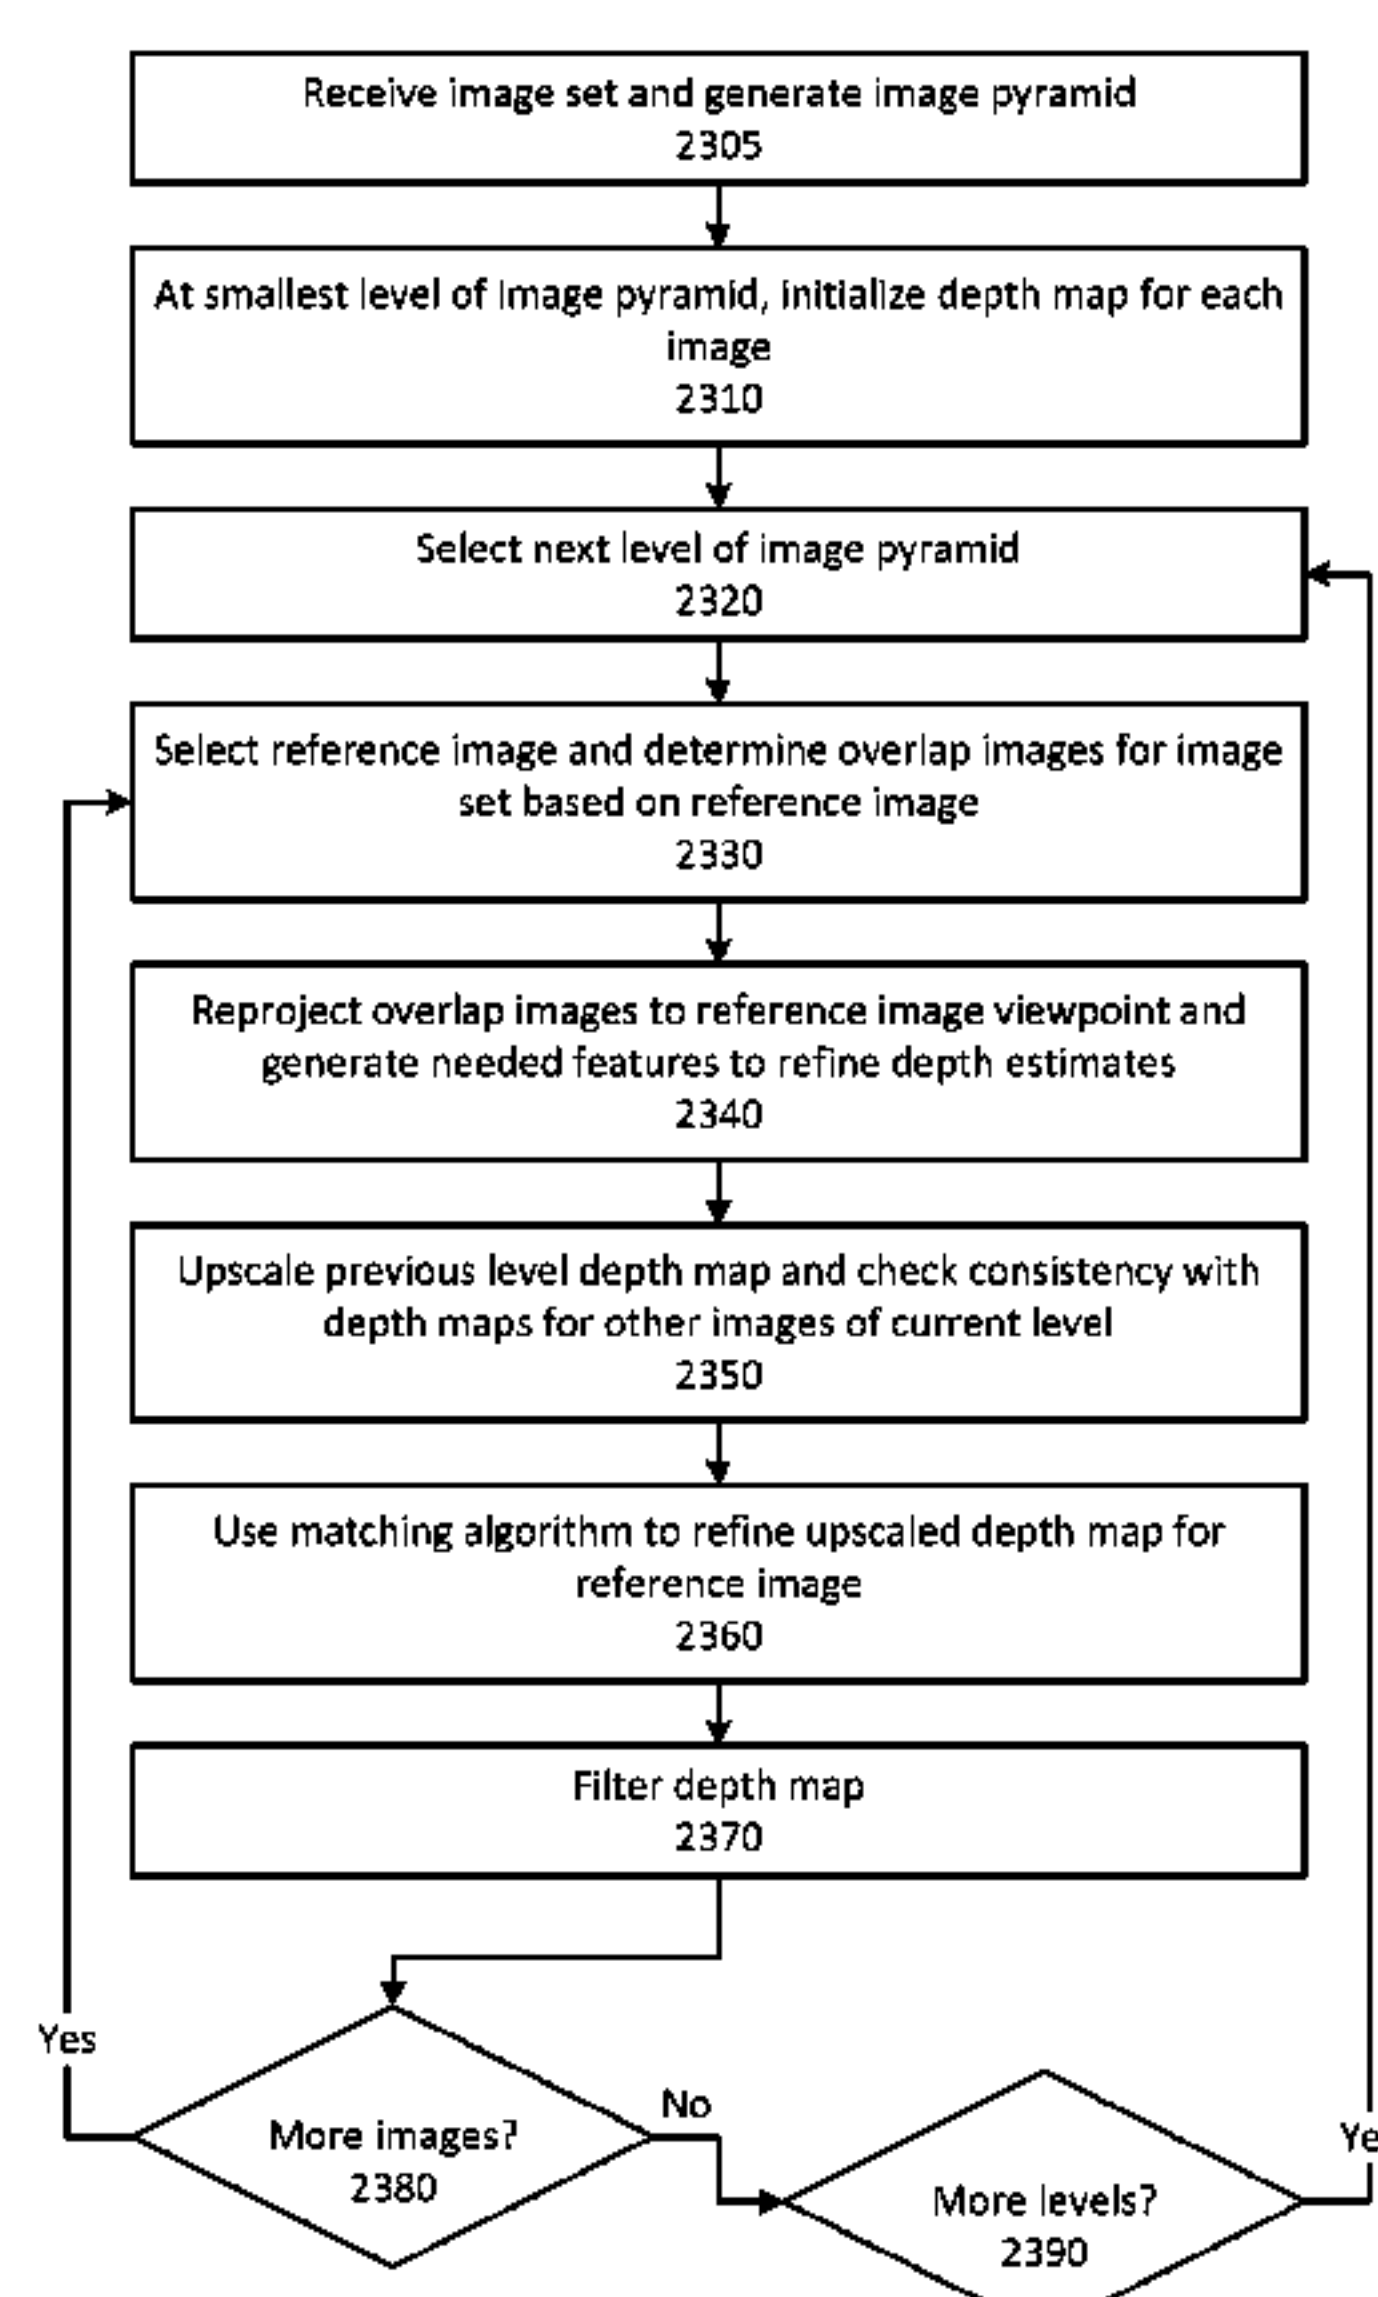 Receive image set and generate image pyramid
2305
At smallest level of image pyramid, initialize depth map for each
image
2310
Select next level of image pyramid
2320
Select reference image and determine overlap images for image
set based on reference image
2330
Reproject overlap images to reference image viewpoint and
generate needed features to refine depth estimates
2340
Upscale previous level depth map and check consistency with
depth maps for other images of current level
2350
Use matching algorithm to refine upscaled depth map for
reference image
2360
Filter depth map
2370
Yes
No
More images?
2380
Ye
More levels?
2390